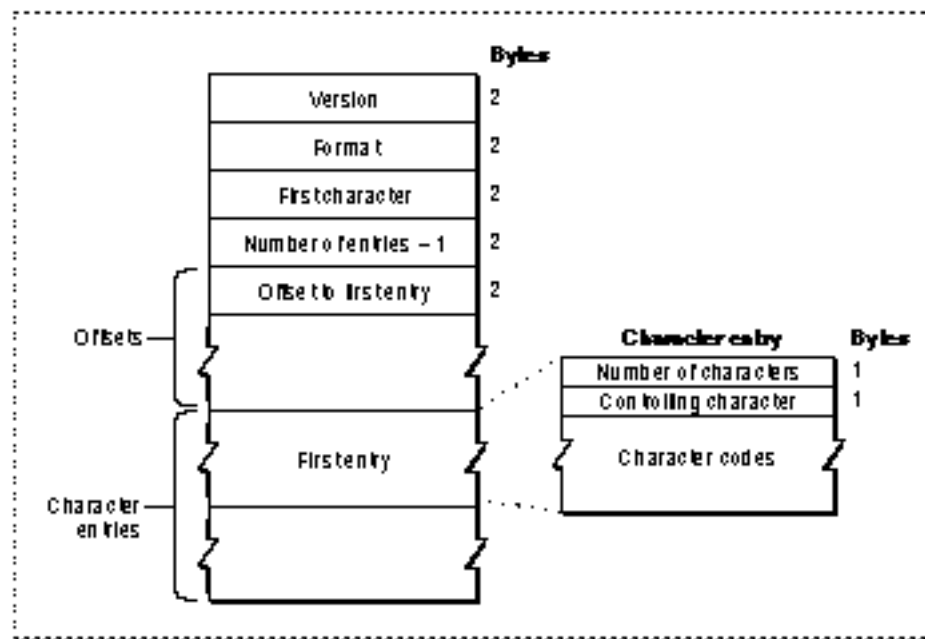 Bytes
Version 2
Format 2
First character 2
Number of entries – 1 2
Offset to first entry 2
Offsets
Character entry Bytes
Number of characters 1
Controlling character 1
First entry
Character codes
Character
entries